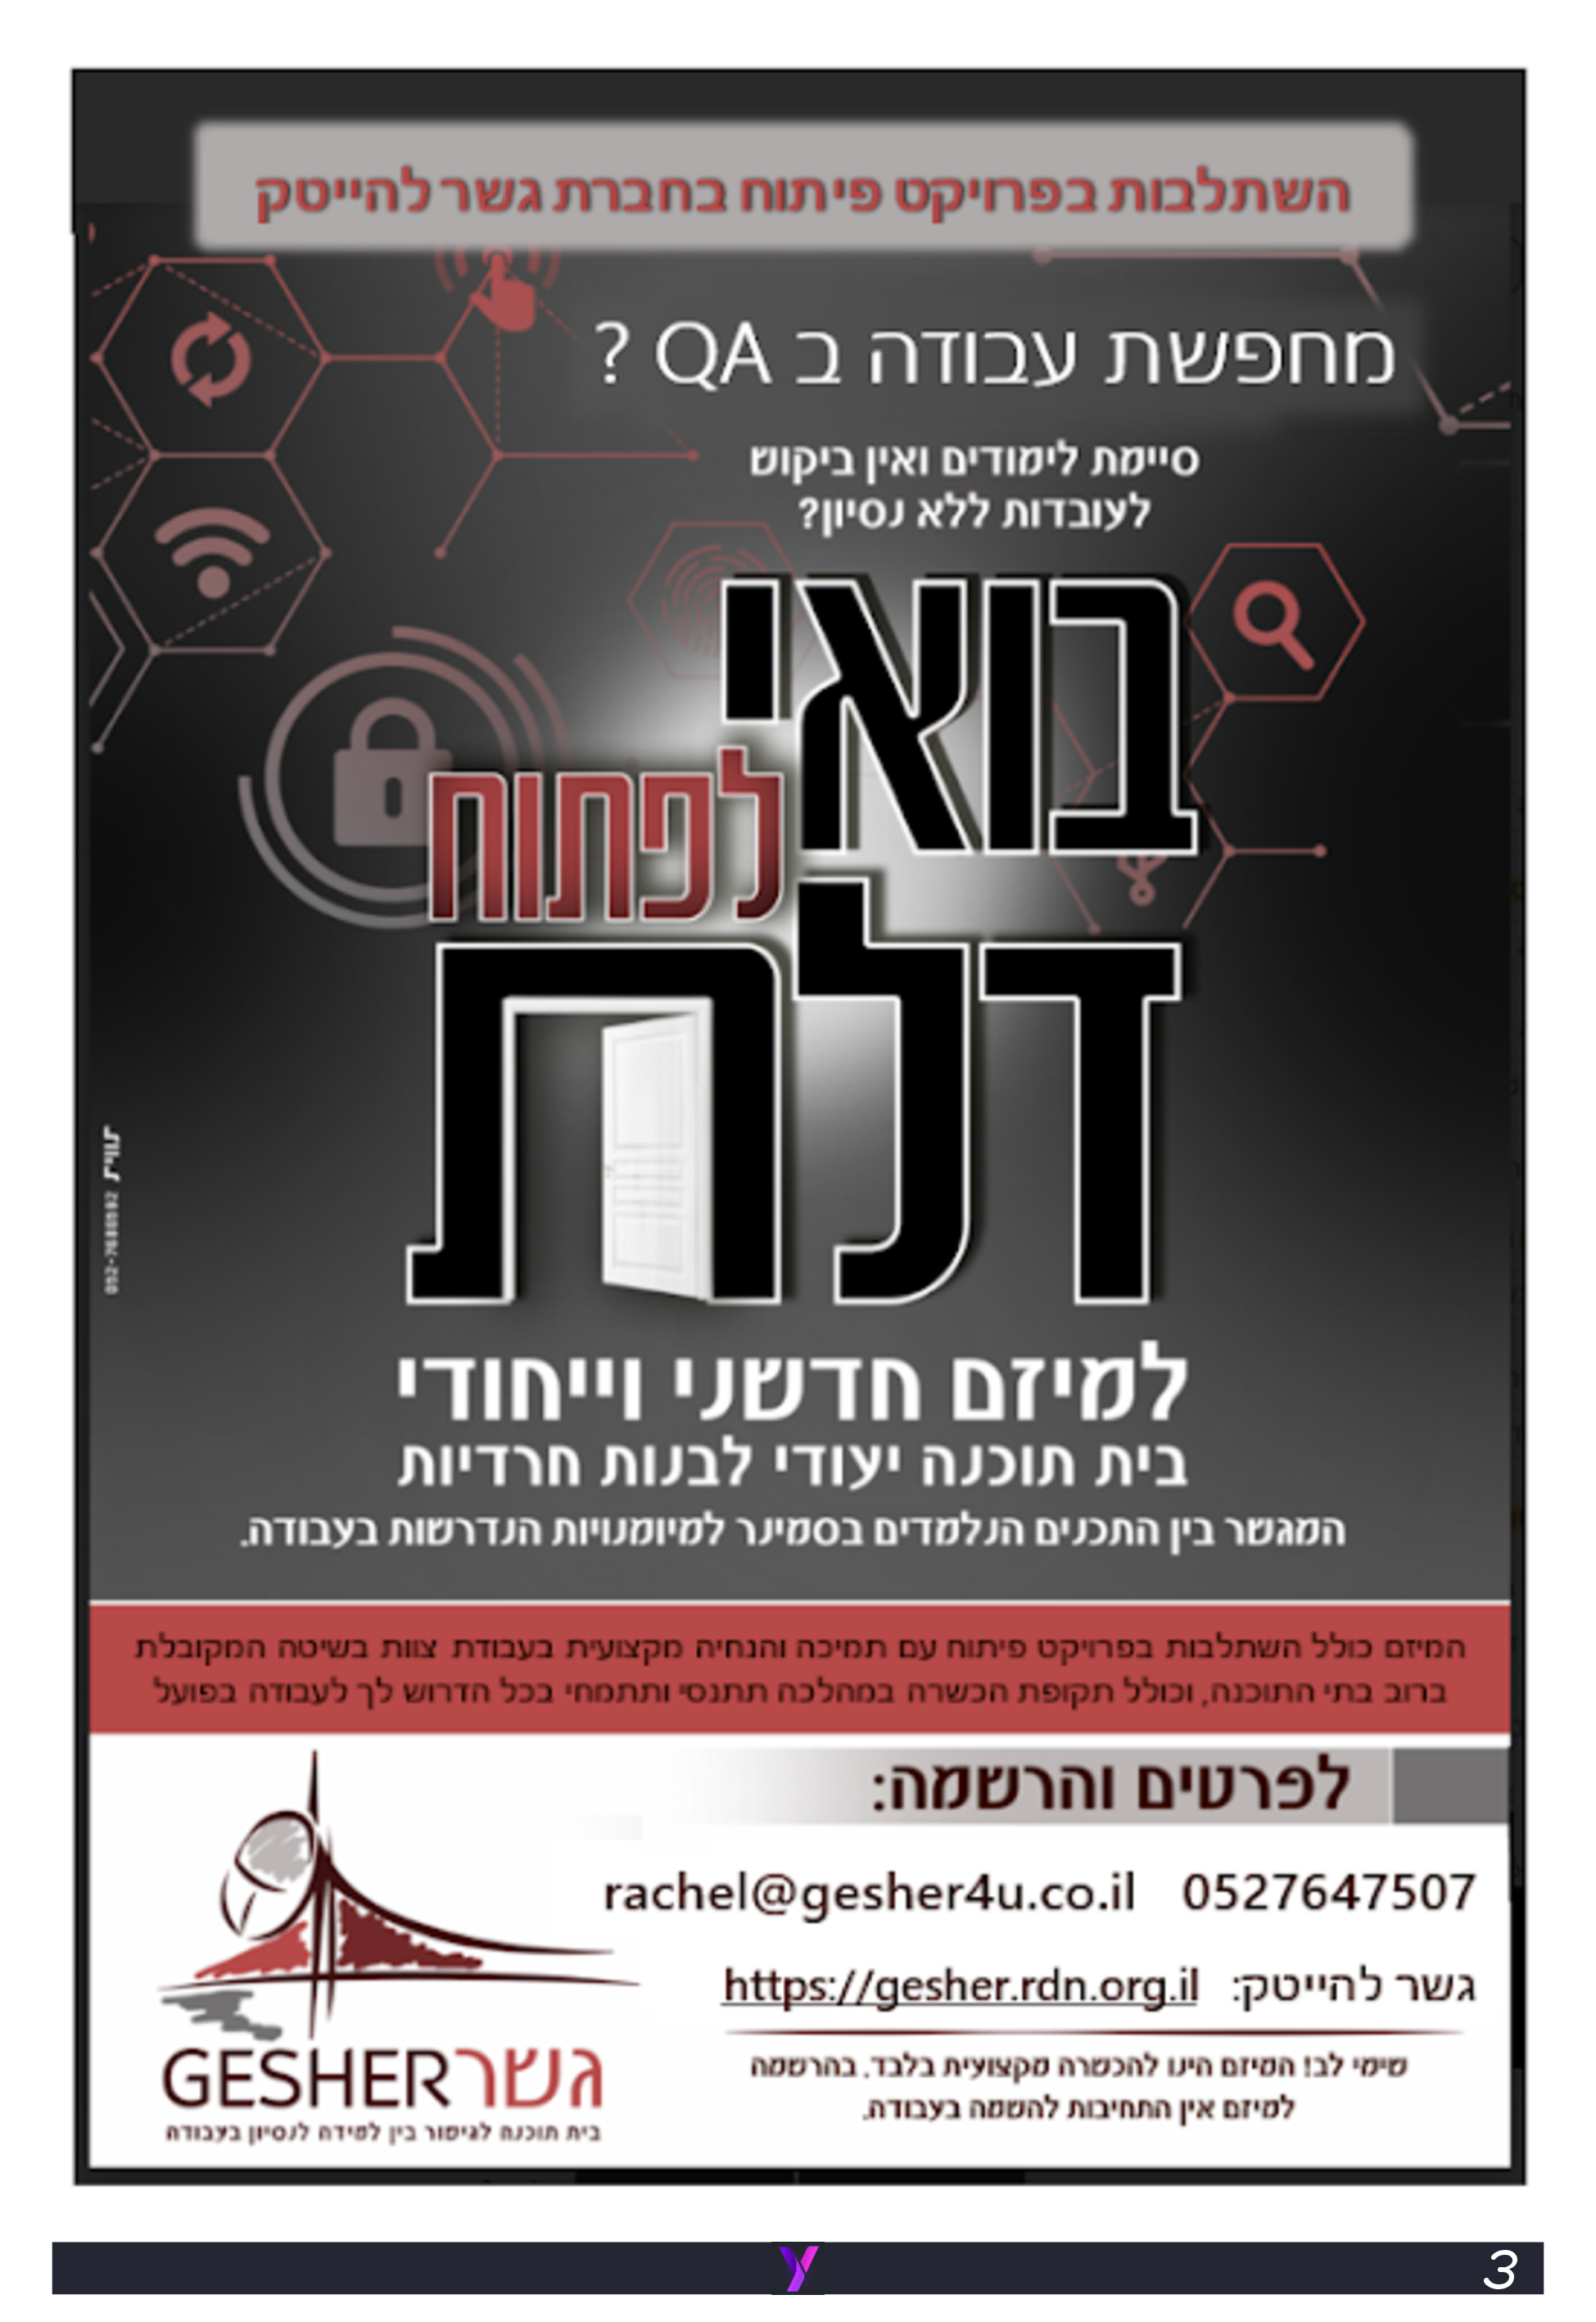 השתלבות בפרויקט פיתוח בחברת גשר להייטק
מחפשת עבודה ב QA ?
סיימת לימודים ואין ביקוש
לעובדות ללא נסיון?
בואי
לפתוח
דלת
למיזם חדשני וייחודי
בית תוכנה יעודי לבנות חרדיות
המגשר בין התכנים הנלמדים בסמינר למיומנויות הנדרשות בעבודה.
תווית
המיזם כולל השתלבות בפרויקט פיתוח עם תמיכה והנחיה מקצועית בעבודת צוות בשיטה המקובלת
ברוב בתי התוכנה, וכולל תקופת הכשרה במהלכה תתנסי ותתמחי בכל הדרוש לך לעבודה בפועל
לפרטים והרשמה:
0527647507 rachel@gesher4u.co.il
גשר להייטק: https://gesher.rdn.org.il
שימי לב! המיזם הינו להכשרה מקצועית בלבד. בהרשמה
למיזם אין התחיבות להשמה בעבודה.
גשר GESHER
בית תוכנה לגישור בין למידה לנסיון בעבודה
3